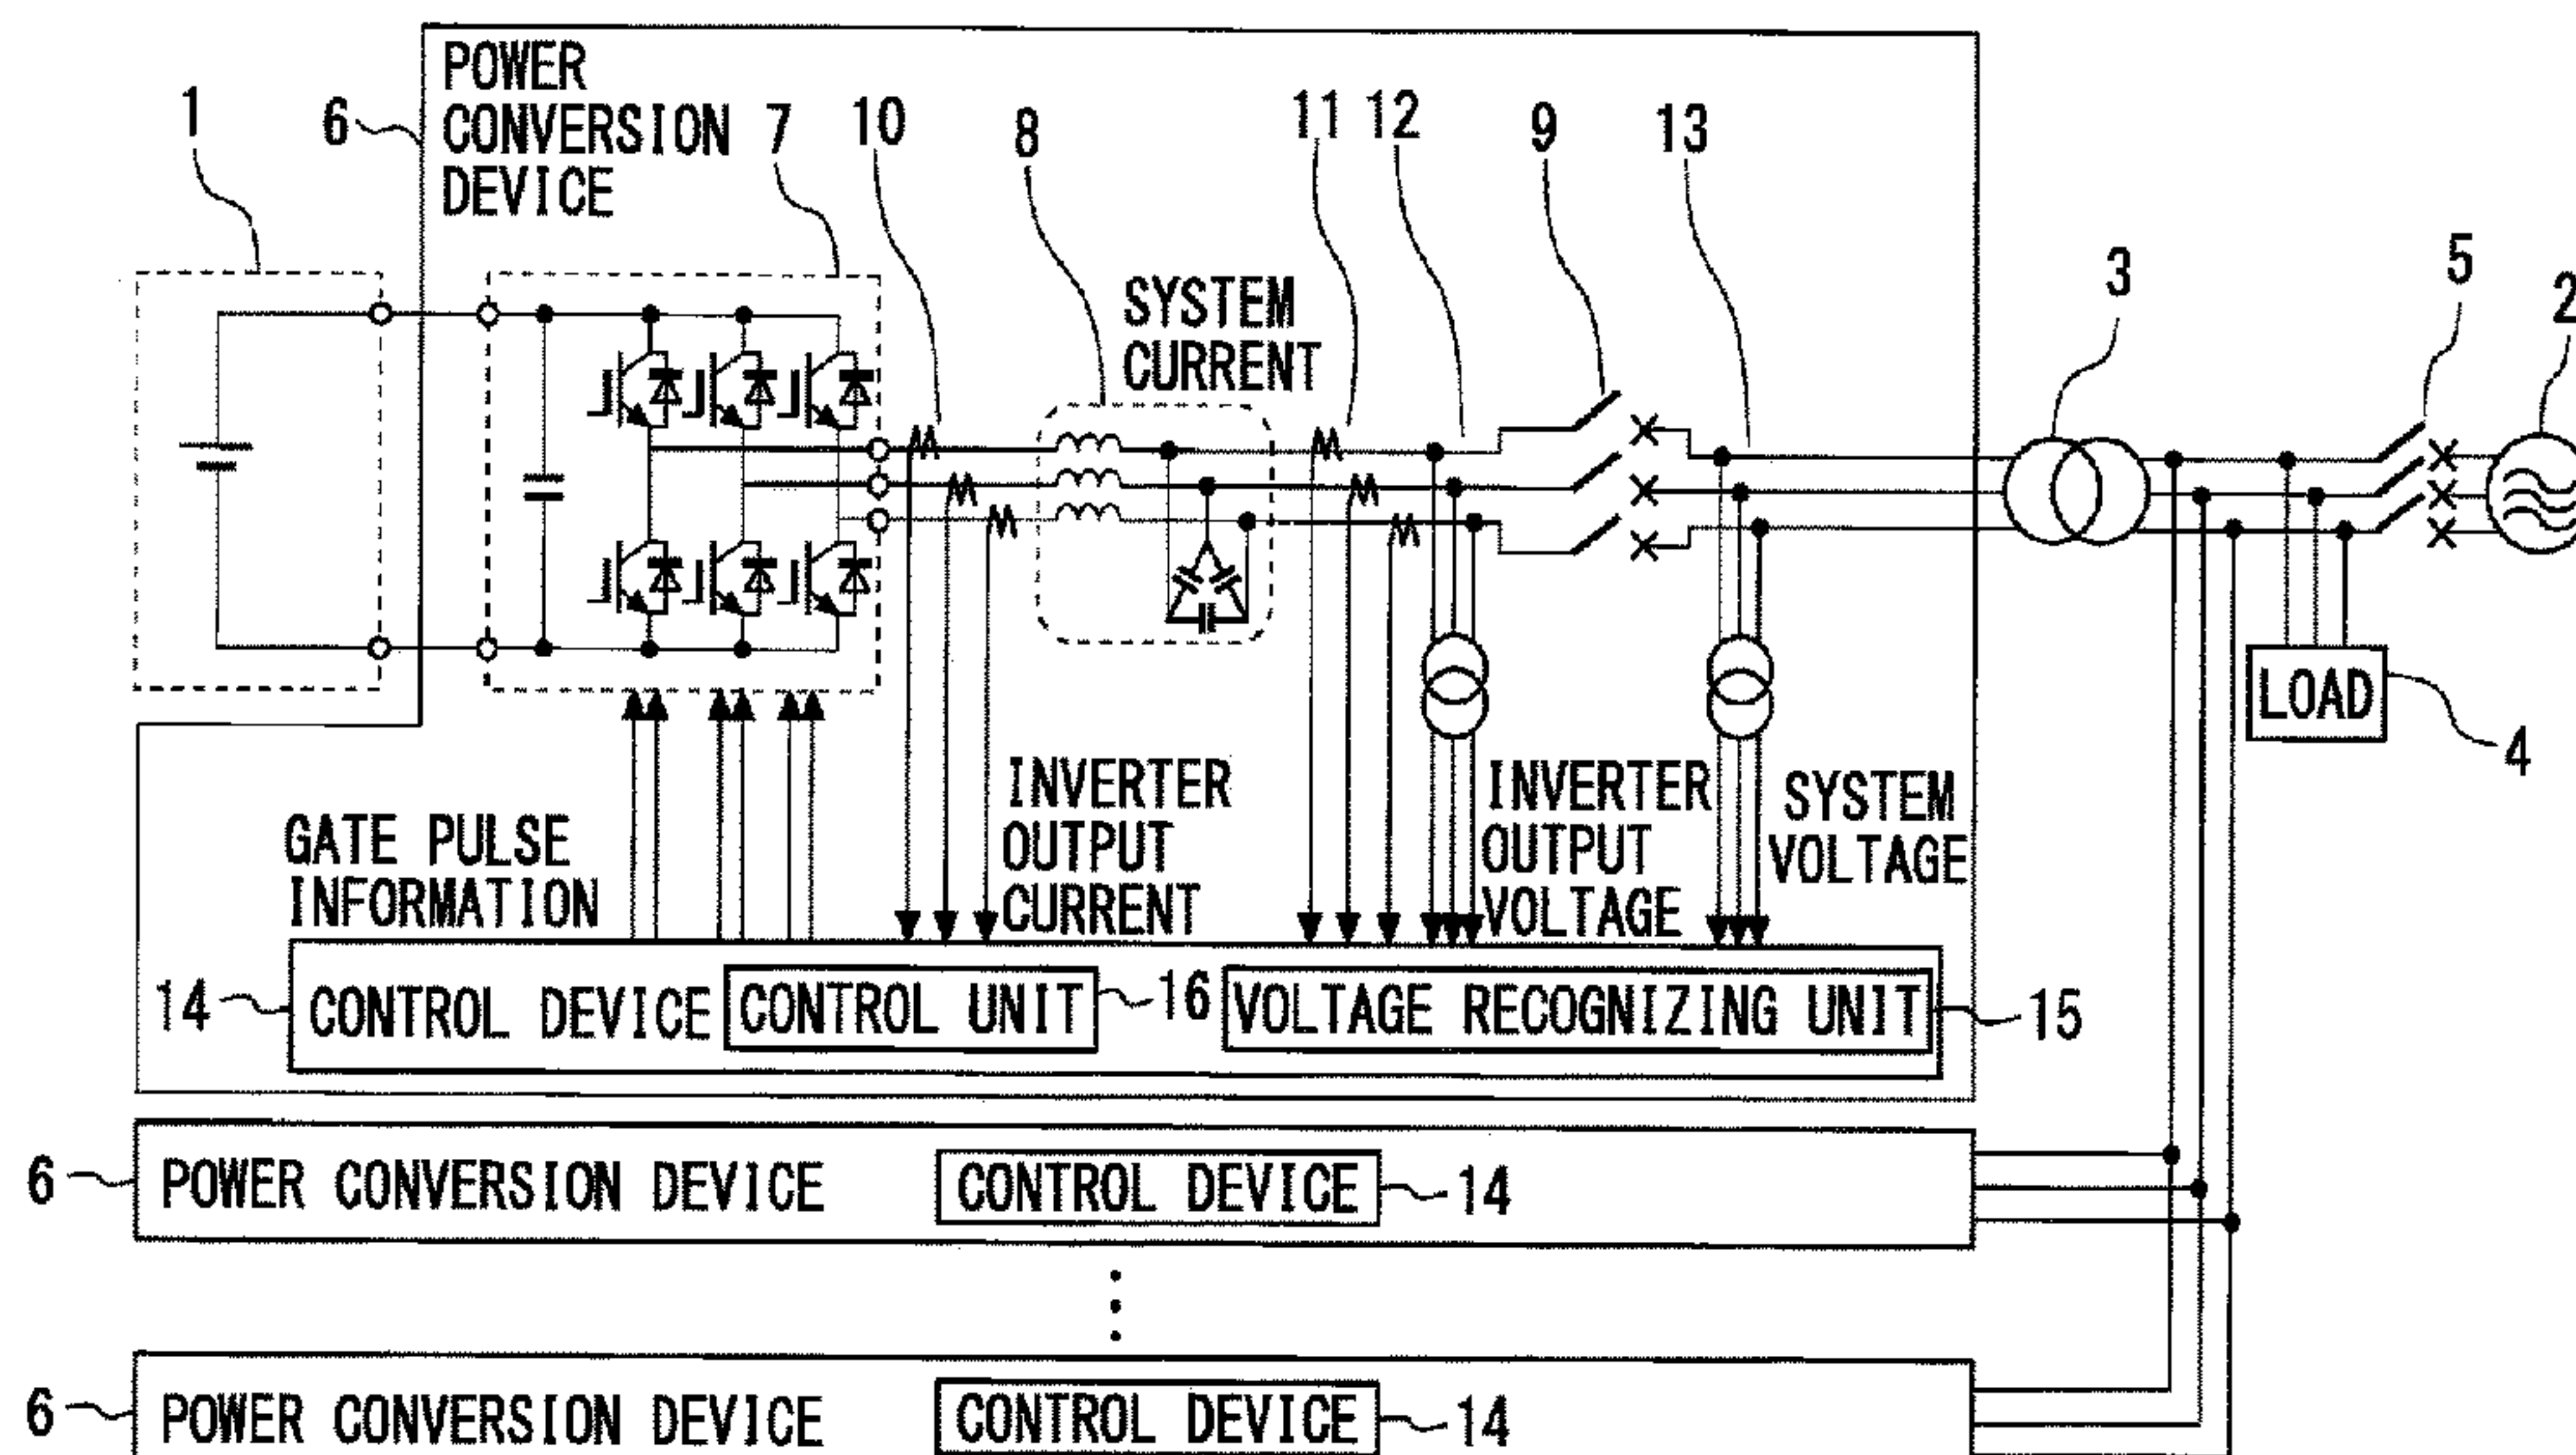 POWER
CONVERSION
DEVICE
1
6
7
10
8
11
12
9
13
3
5
2
SYSTEM
CURRENT
LOAD
4
GATE PULSE
INFORMATION
INVERTER
OUTPUT
CURRENT
INVERTER
OUTPUT
VOLTAGE
SYSTEM
VOLTAGE
14
CONTROL DEVICE
CONTROL UNIT
16
VOLTAGE RECOGNIZING UNIT
15
6
POWER CONVERSION DEVICE
CONTROL DEVICE
14
6
POWER CONVERSION DEVICE
CONTROL DEVICE
14